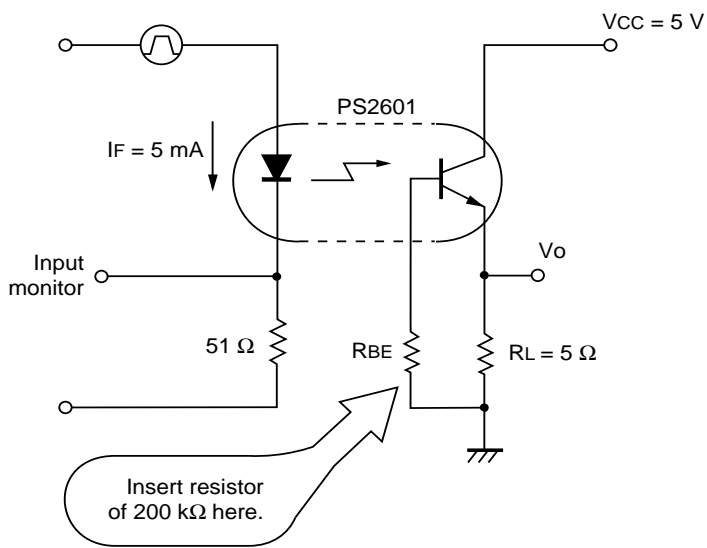 VCC = 5 V
PS2601
IF = 5 mA
Input
monitor
Vo
51 Ω
RBE
RL = 5 Ω
Insert resistor
of 200 kΩ here.